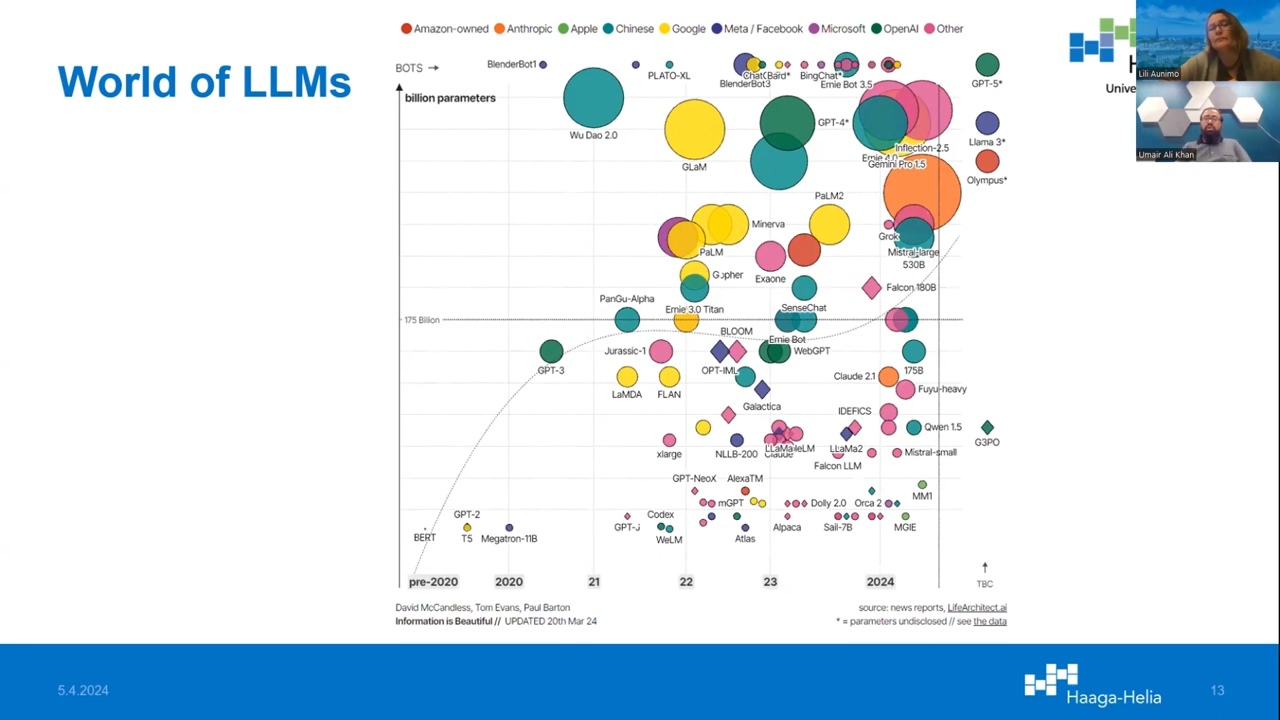 World of LLMs
Amazon-owned Anthropic Apple Chinese Google Meta / Facebook Microsoft OpenAI Other
BOTS →
BlenderBot1
PLATO-XL
BlenderBot3
BingChat*
Ernie Bot 3.5
GPT-5*
billion parameters
Wu Dao 2.0
GLaM
GPT-4*
Llama 3*
Inflection-2.5
Ernie 4.0
Gemini Pro 1.5
Olympus*
PaLM2
Minerva
PaLM
Grok
Mistral-large
530B
Gopher
Exaone
Falcon 180B
PanGu-Alpha
Ernie 3.0 Titan
SenseChat
175 Billion
BLOOM
Ernie Bot
GPT-3
Jurassic-1
OPT-IML
WebGPT
175B
LaMDA
FLAN
Claude 2.1
Fuyu-heavy
Galactica
IDEFICS
Qwen 1.5
G3PO
xlarge
NLLB-200
Claude
LLaMa2
Falcon LLM
Mistral-small
GPT-NeoX
AlexaTM
MM1
mGPT
Dolly 2.0
Orca 2
GPT-2
Codex
GPT-J
Alpaca
Sail-7B
MGIE
BERT
T5
Megatron-11B
WeLM
Atlas
pre-2020
2020
21
22
23
2024
TBC
David McCandless, Tom Evans, Paul Barton
Information is Beautiful // UPDATED 20th Mar 24
source: news reports, LifeArchitect.ai
* = parameters undisclosed // see the data
Lili Aunimo
Umair Ali Khan
5.4.2024
Haaga-Helia
13